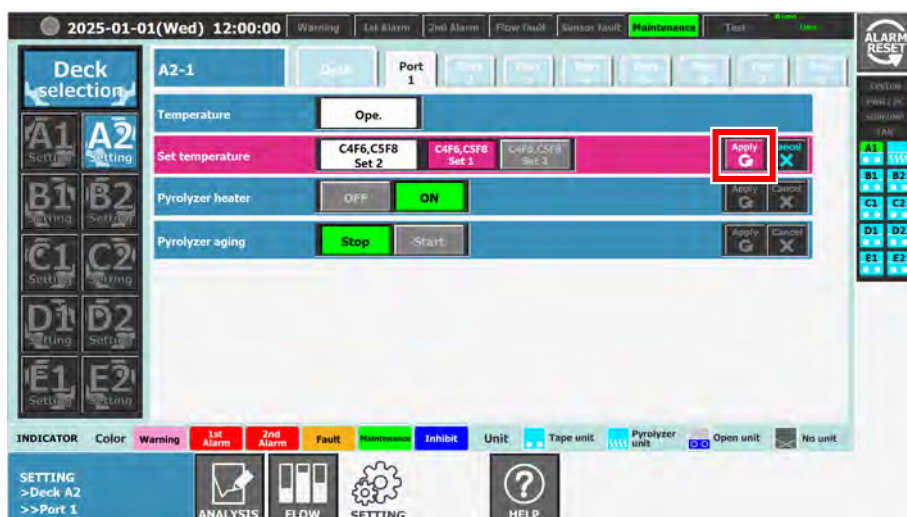 2025-01-01(Wed) 12:00:00 Warning 1st Alarm 2nd Alarm Flow Fault Sensor Fault Maintenance Test
ALARM RESET
Deck selection
A2-1 Port 1
A1 Setting A2 Setting
B1 Setting B2 Setting
C1 Setting C2 Setting
D1 Setting D2 Setting
E1 Setting E2 Setting
Temperature Ope.
Set temperature C4F6,C5F8 Set 2 C4F6,C5F8 Set 1 C4F6,C5F8 Set 2 Apply Cancel
Pyrolyzer heater OFF ON Apply Cancel
Pyrolyzer aging Stop Start Apply Cancel
A1
B1 B2
C1 C2
D1 D2
E1 E2
INDICATOR Color Warning 1st Alarm 2nd Alarm Fault Maintenance Inhibit Unit Tape unit Pyrolyzer unit Open unit No unit
SETTING
>Deck A2
>>Port 1
ANALYSIS FLOW SETTING HELP